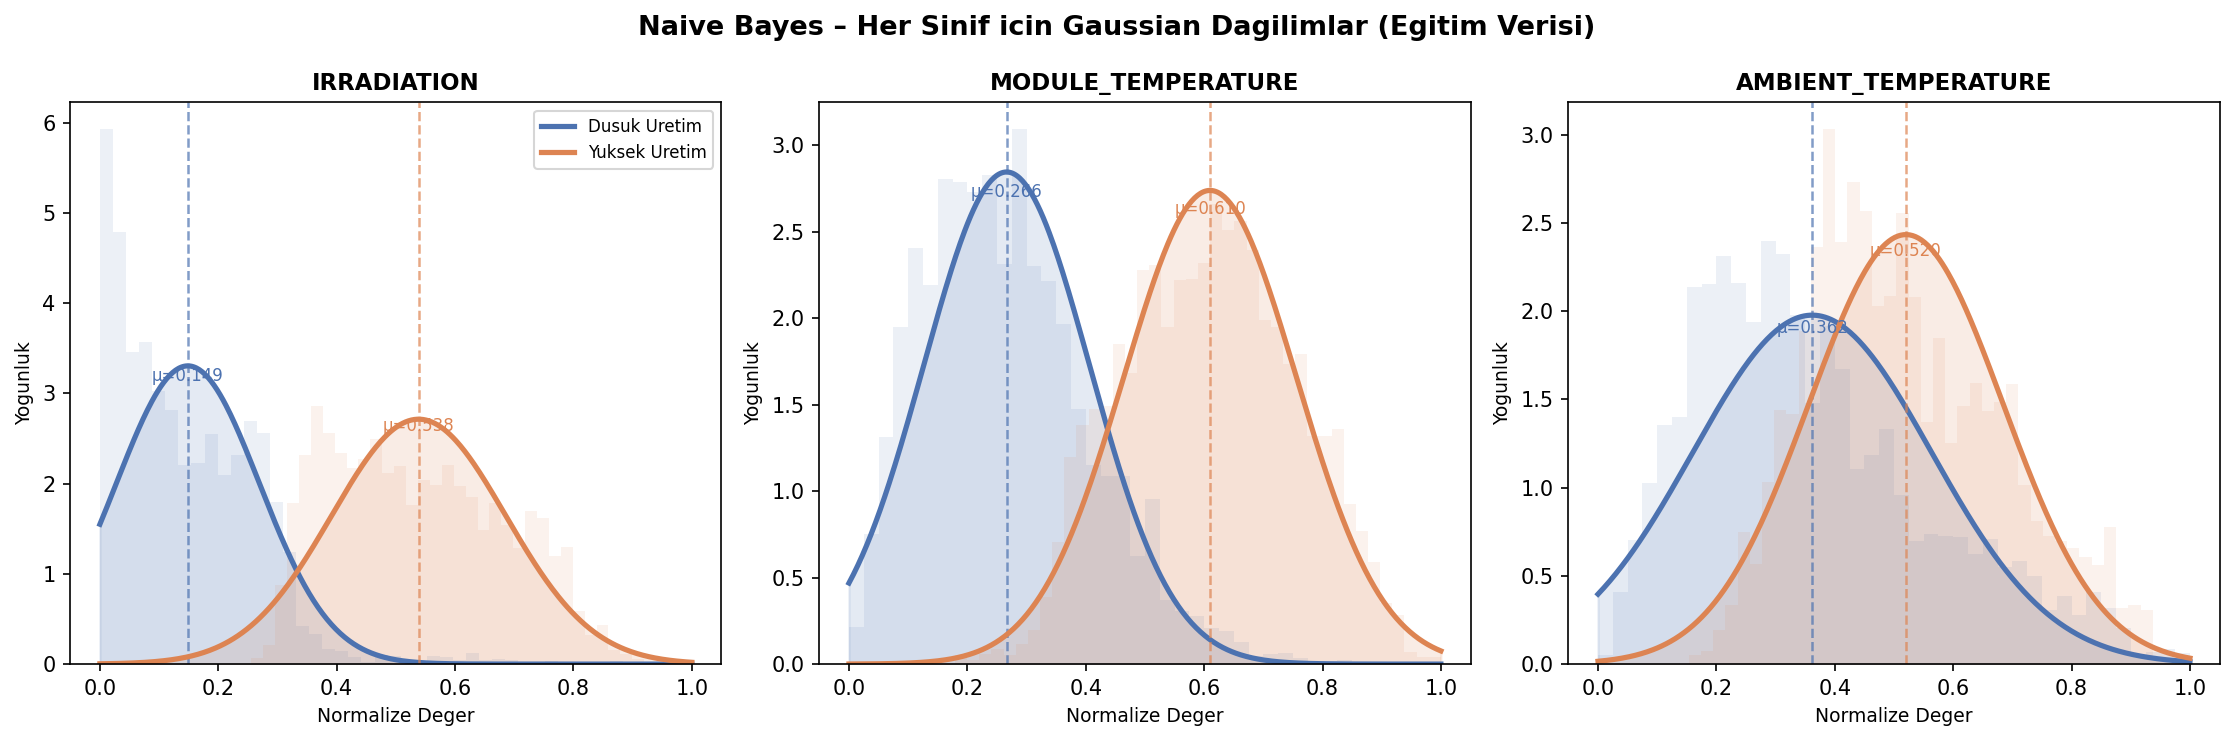 Naive Bayes – Her Sinif icin Gaussian Dagilimlar (Egitim Verisi)
IRRADIATION
Yogunluk
6
5
4
3
2
1
0
Dusuk Uretim
Yuksek Uretim
μ=0.149
μ=0.538
0.0 0.2 0.4 0.6 0.8 1.0
Normalize Deger
MODULE_TEMPERATURE
Yogunluk
3.0
2.5
2.0
1.5
1.0
0.5
0.0
μ=0.266
μ=0.610
0.0 0.2 0.4 0.6 0.8 1.0
Normalize Deger
AMBIENT_TEMPERATURE
Yogunluk
3.0
2.5
2.0
1.5
1.0
0.5
0.0
μ=0.362
μ=0.520
0.0 0.2 0.4 0.6 0.8 1.0
Normalize Deger